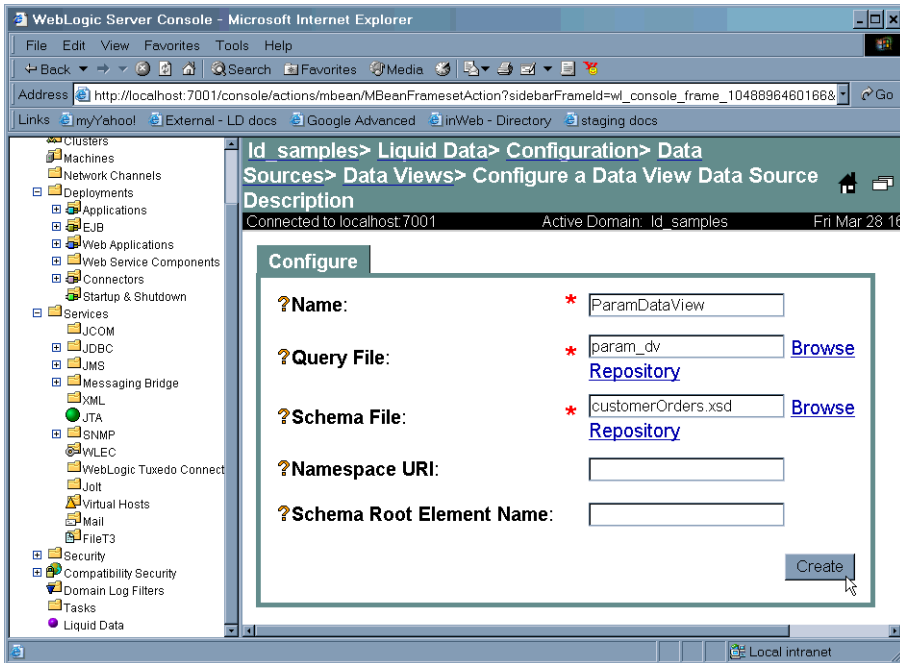 WebLogic Server Console - Microsoft Internet Explorer
File Edit View Favorites Tools Help
Back Search Favorites Media
Address http://localhost:7001/console/actions/mbean/MBeanFramesetAction?sidebarFrameId=wl_console_frame_1048896460166& Go
Links myYahoo! External - LD docs Google Advanced inWeb - Directory staging docs
Clusters
Machines
Network Channels
Deployments
Applications
EJB
Web Applications
Web Service Components
Connectors
Startup & Shutdown
Services
JCOM
JDBC
JMS
Messaging Bridge
XML
JTA
SNMP
WLEC
WebLogic Tuxedo Connect
Jolt
Virtual Hosts
Mail
FileT3
Security
Compatibility Security
Domain Log Filters
Tasks
Liquid Data
ld_samples> Liquid Data> Configuration> Data
Sources> Data Views> Configure a Data View Data Source
Description
Connected to localhost:7001 Active Domain: ld_samples Fri Mar 28 16
Configure
?Name: * ParamDataView
?Query File: * param_dv Browse
Repository
?Schema File: * customerOrders.xsd Browse
Repository
?Namespace URI:
?Schema Root Element Name:
Create
Local intranet